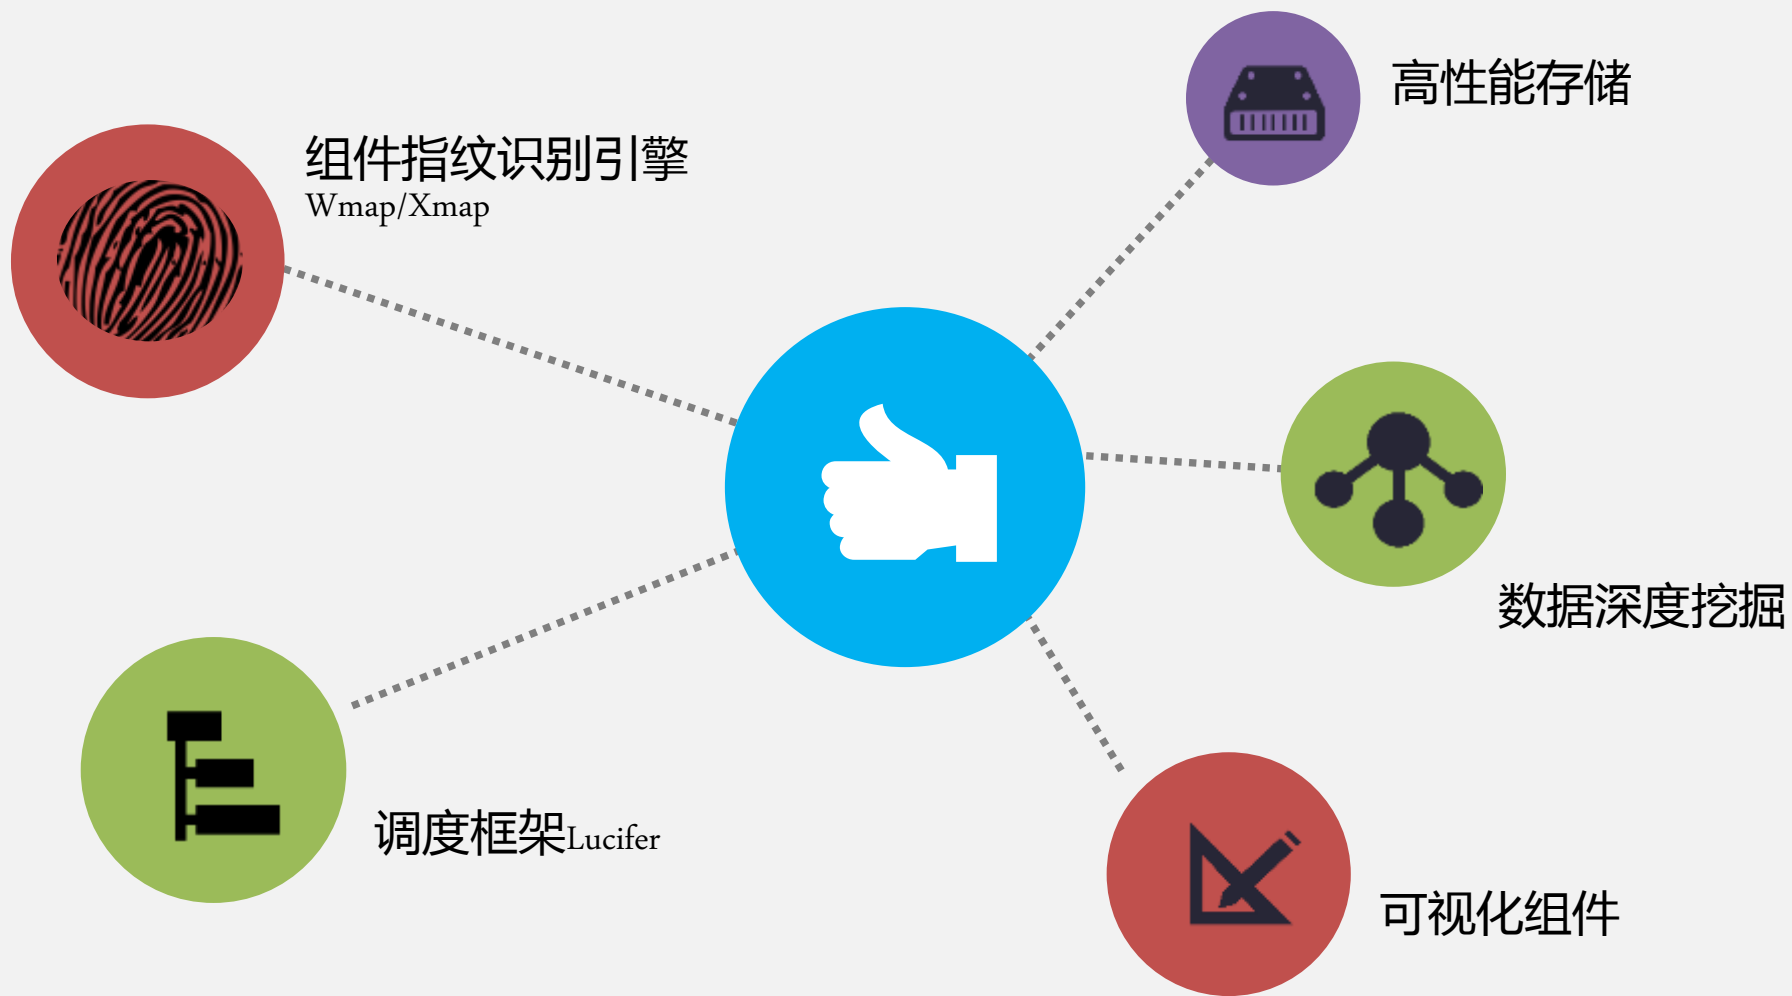 组件指纹识别引擎
Wmap/Xmap
高性能存储
数据深度挖掘
调度框架Lucifer
可视化组件